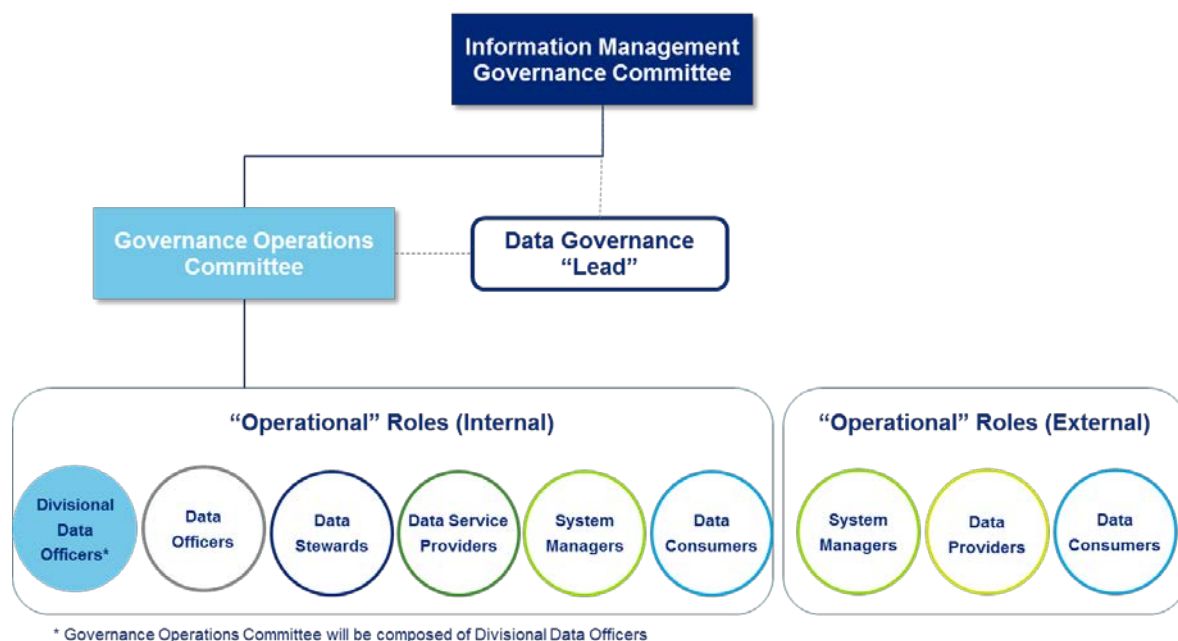 Information Management
Governance Committee
Governance Operations
Committee
Data Governance
“Lead”
“Operational” Roles (Internal)
Divisional
Data
Officers*
Data
Officers
Data
Stewards
Data Service
Providers
System
Managers
Data
Consumers
“Operational” Roles (External)
System
Managers
Data
Providers
Data
Consumers
* Governance Operations Committee will be composed of Divisional Data Officers